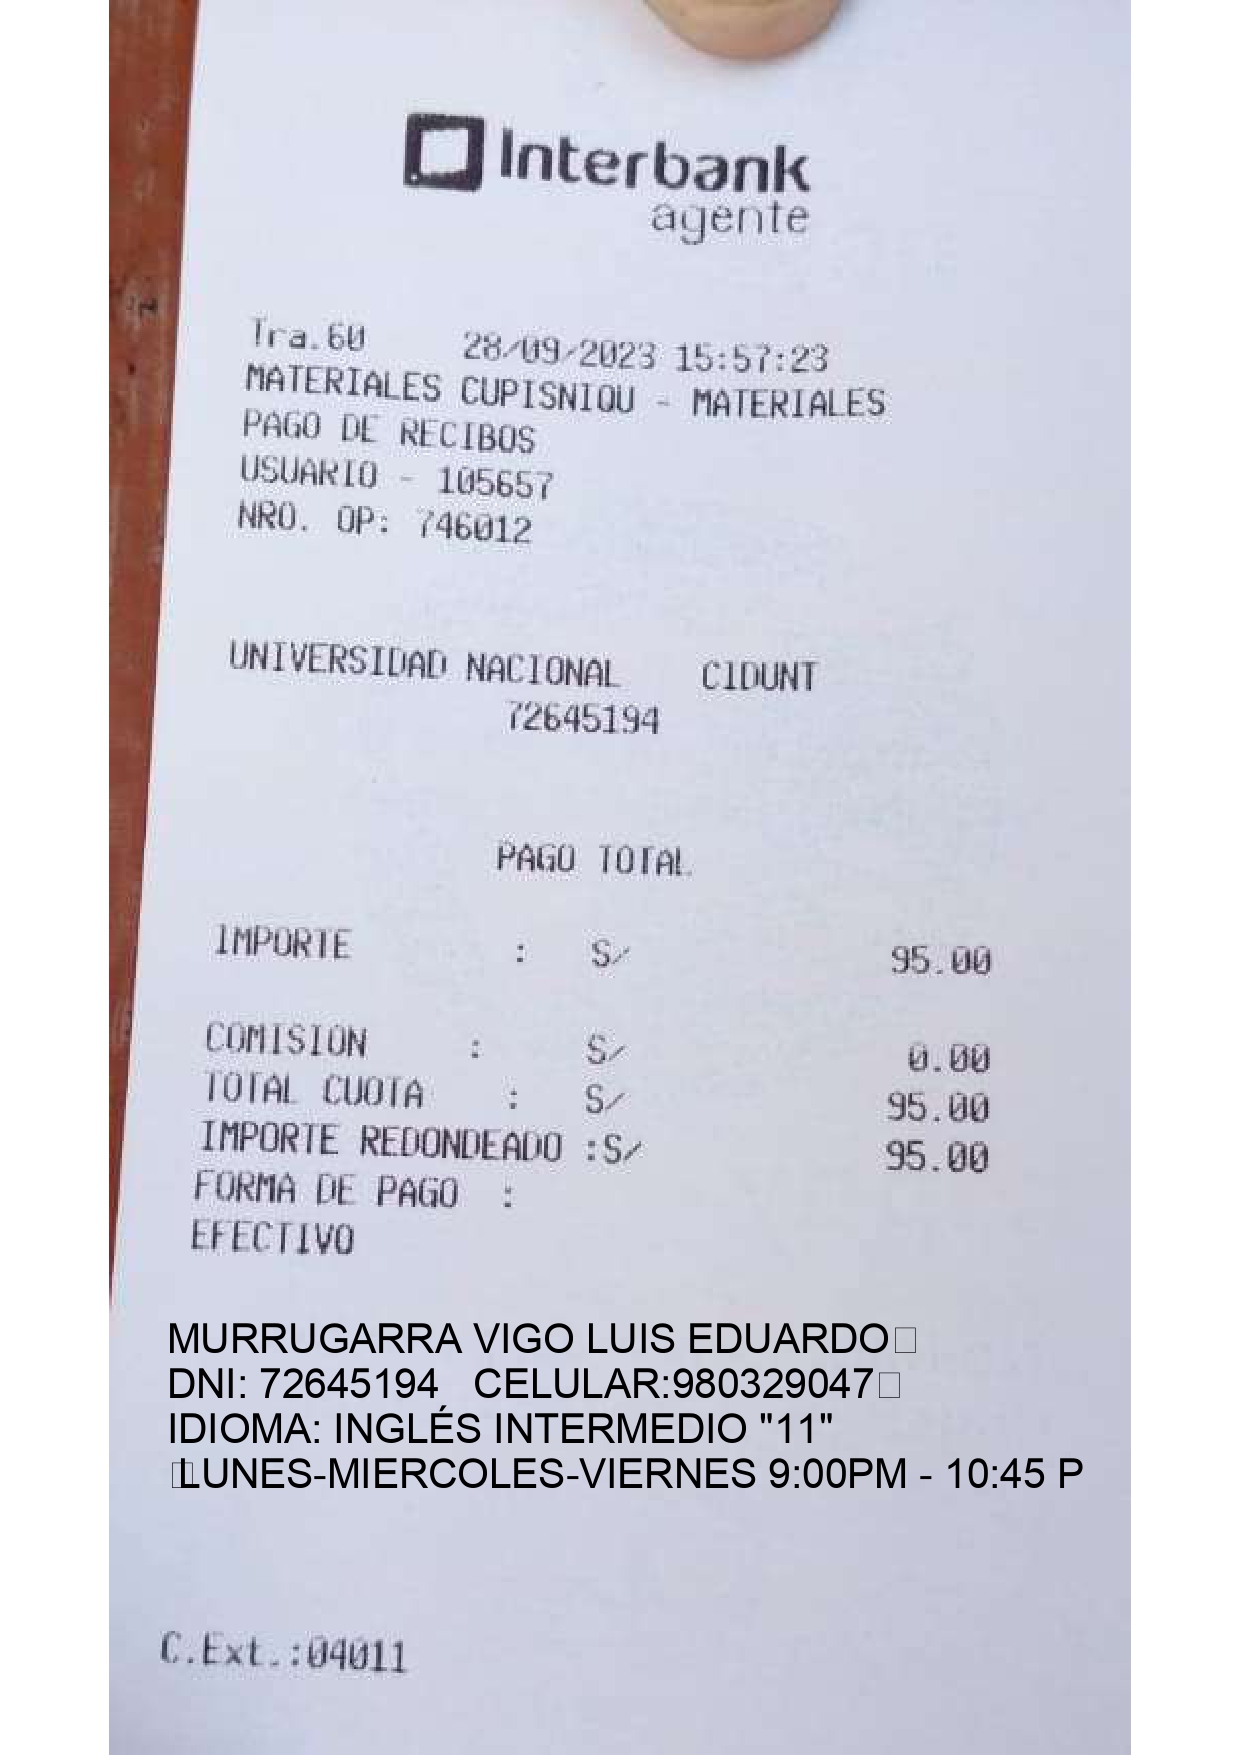 Interbank
agente
Tra.60 28/09/2023 15:57:23
MATERIALES CUPISNIQU - MATERIALES
PAGO DE RECIBOS
USUARIO - 105657
NRO. OP: 746012
UNIVERSIDAD NACIONAL CIDUNT
72645194
PAGO TOTAL
IMPORTE : S/ 95.00
COMISION : S/ 0.00
TOTAL CUOTA : S/ 95.00
IMPORTE REDONDEADO :S/ 95.00
FORMA DE PAGO :
EFECTIVO
MURRUGARRA VIGO LUIS EDUARDO
DNI: 72645194 CELULAR:980329047
IDIOMA: INGLÉS INTERMEDIO "11"
LUNES-MIERCOLES-VIERNES 9:00PM - 10:45 P
C.Ext.:04011